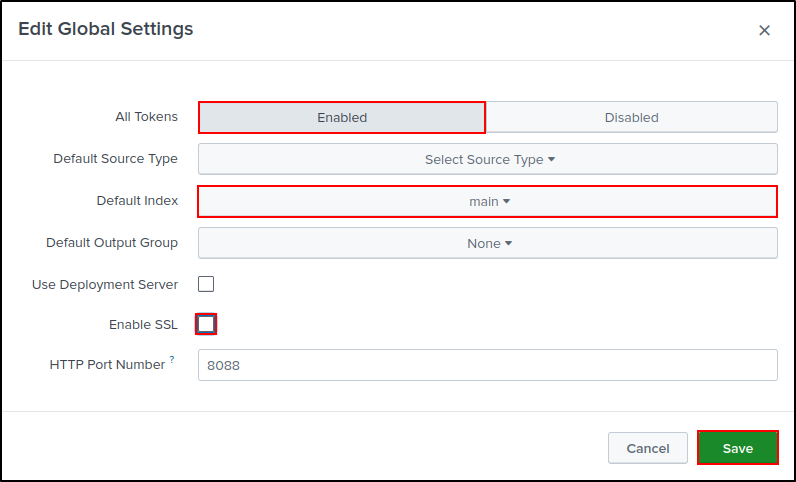 Edit Global Settings
All Tokens Enabled Disabled
Default Source Type Select Source Type
Default Index main
Default Output Group None
Use Deployment Server
Enable SSL
HTTP Port Number ? 8088
Cancel Save